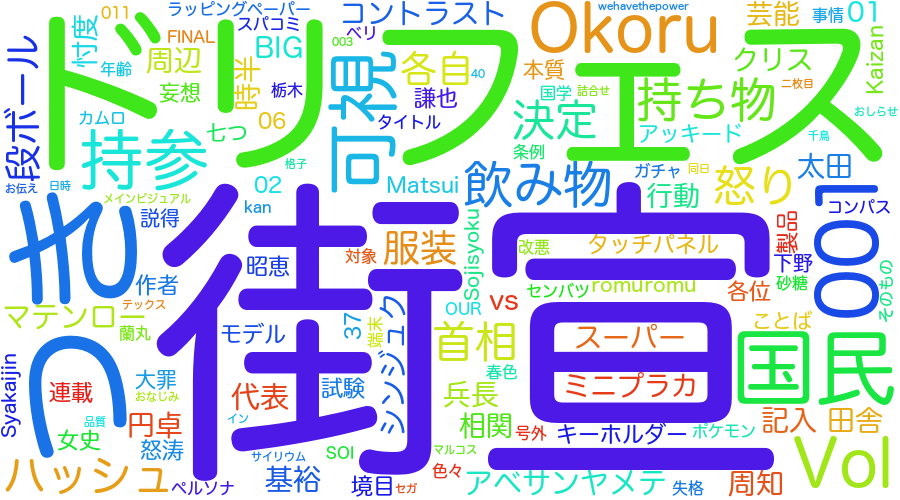 ラッピングペーパー
コントラスト
wehavethepower
芸能
事情
01
011
スパコミ
ベリ
FINAL
BIG
003
Okoru
Kaizan
忖度
年齢
周辺
妄想
ドリフェス
時半
栃木
可視
各自
謙也
タイトル
40
本質
国学
詰合せ
クリス
二枚目
おしらせ
段ボール
カムロ
持参
七つ
06
格子
決定
条例
持ち物
アッキード
千鳥
お伝え
日時
メインビジュアル
02
kan
Matsui
飲み物
行動
ガチャ
同日
怒り
太田
説得
街宣
きっ
昭恵
対象
服装
Sojisyoku
改悪
タッチパネル
製品
コンパス
001
作者
センバツ
romuromu
下野
砂糖
各位
そのもの
マテンロー
テックス
蘭丸
モデル
37
端末
シンジュク
OUR
vs
首相
スーパー
ことば
国民
Syakaijin
連載
大罪
おなじみ
代表
試験
春色
兵長
ミニプラカ
品質
円卓
イン
相関
号外
キーホルダー
ポケモン
記入
田舎
女史
怒涛
サイリウム
SOI
マルコス
ハッシュ
ペルソナ
基裕
境目
セガ
色々
アベサンヤメテ
失格
周知
Vol